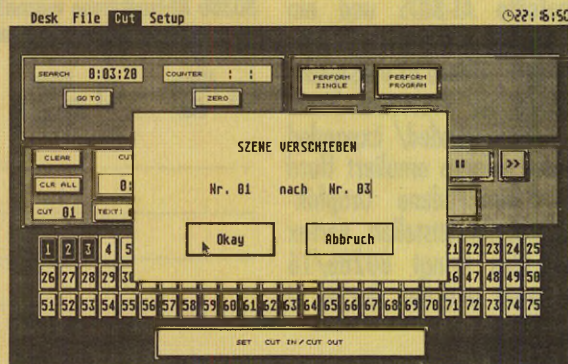 Desk File Cut Setup 22:16:50
SEARCH 0:03:20 COUNTER : :
PERFORM SINGLE PERFORM PROGRAM
GO TO ZERO
SZENE VERSCHIEBEN
CLEAR CU
CLR ALL 0:
Nr. 01 nach Nr. 03
CUT 01 TEXT:
Okay Abbruch
1 2 3 4 5 21 22 23 24 25
26 27 28 29 30 46 47 48 49 50
51 52 53 54 55 56 57 58 59 60 61 62 63 64 65 66 67 68 69 70 71 72 73 74 75
SET CUT IN/CUT OUT